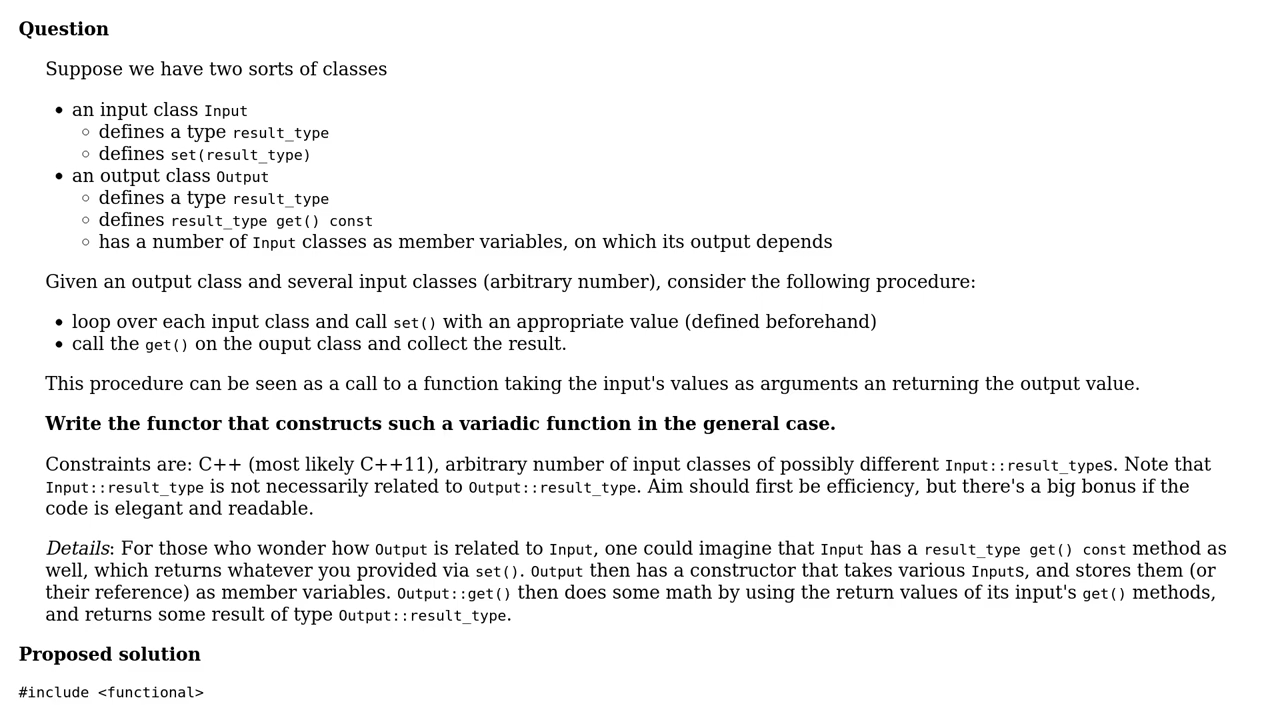 Question
Suppose we have two sorts of classes
• an input class Input
◦ defines a type result_type
◦ defines set(result_type)
• an output class Output
◦ defines a type result_type
◦ defines result_type get() const
◦ has a number of Input classes as member variables, on which its output depends
Given an output class and several input classes (arbitrary number), consider the following procedure:
• loop over each input class and call set() with an appropriate value (defined beforehand)
• call the get() on the ouput class and collect the result.
This procedure can be seen as a call to a function taking the input's values as arguments an returning the output value.
Write the functor that constructs such a variadic function in the general case.
Constraints are: C++ (most likely C++11), arbitrary number of input classes of possibly different Input::result_types. Note that
Input::result_type is not necessarily related to Output::result_type. Aim should first be efficiency, but there's a big bonus if the
code is elegant and readable.
Details: For those who wonder how Output is related to Input, one could imagine that Input has a result_type get() const method as
well, which returns whatever you provided via set(). Output then has a constructor that takes various Inputs, and stores them (or
their reference) as member variables. Output::get() then does some math by using the return values of its input's get() methods,
and returns some result of type Output::result_type.
Proposed solution
#include <functional>